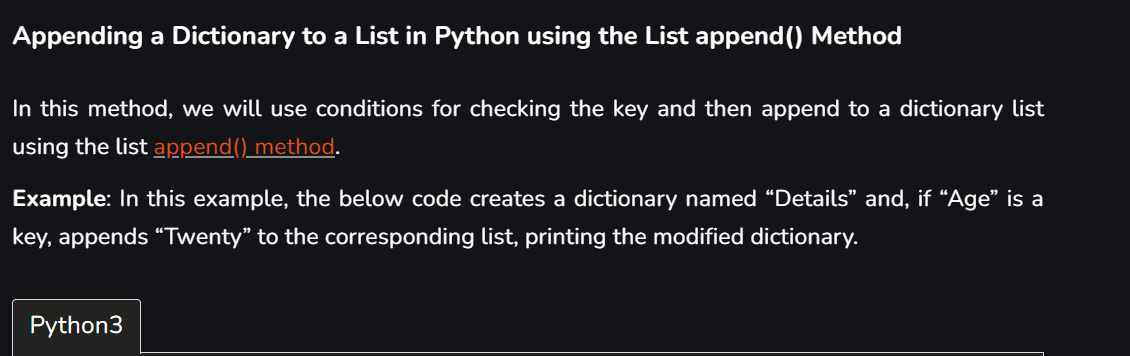 Appending a Dictionary to a List in Python using the List append() Method
In this method, we will use conditions for checking the key and then append to a dictionary list
using the list append() method.
Example: In this example, the below code creates a dictionary named “Details” and, if “Age” is a
key, appends “Twenty” to the corresponding list, printing the modified dictionary.
Python3